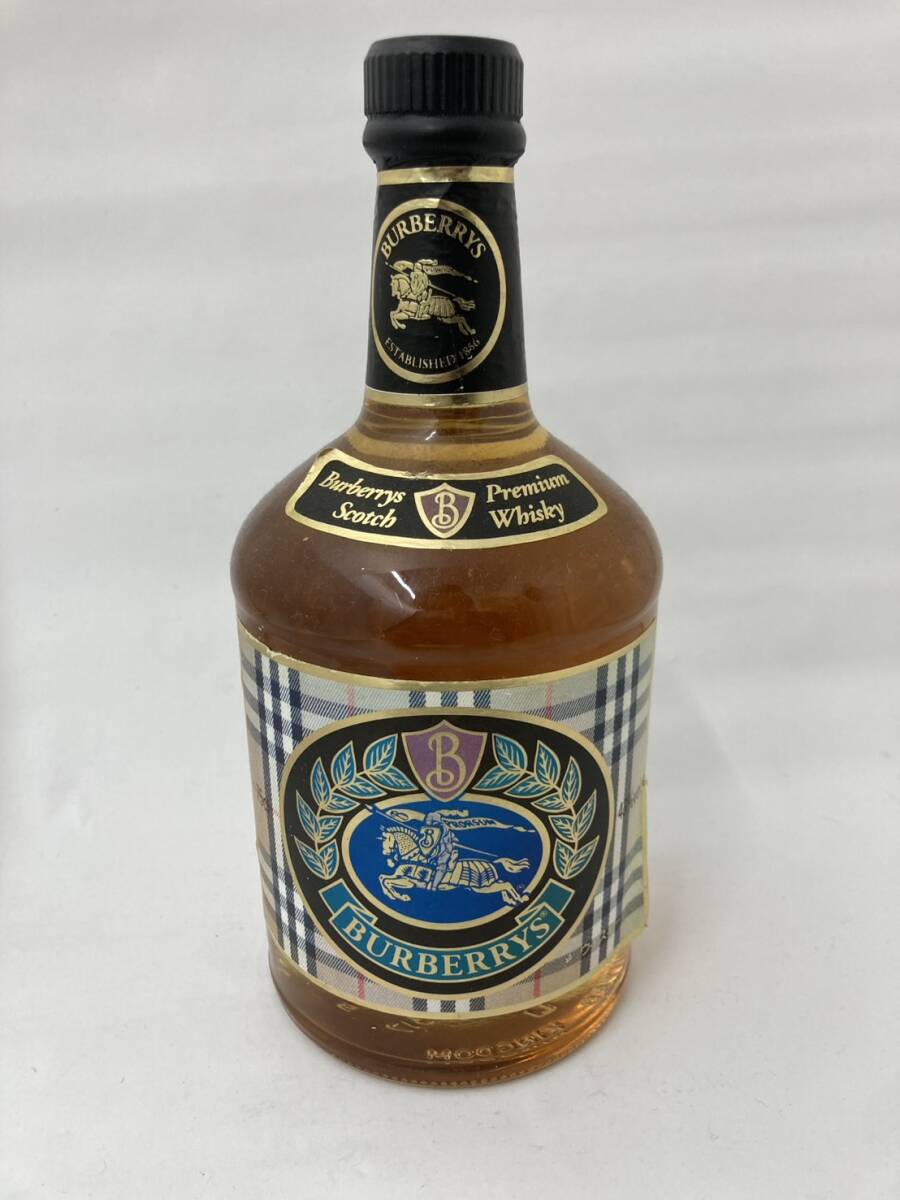 BURBERRYS
ESTABLISHED 1856
Burberrys Scotch
B
Premium Whisky
B
PRORSUM
BURBERRYS